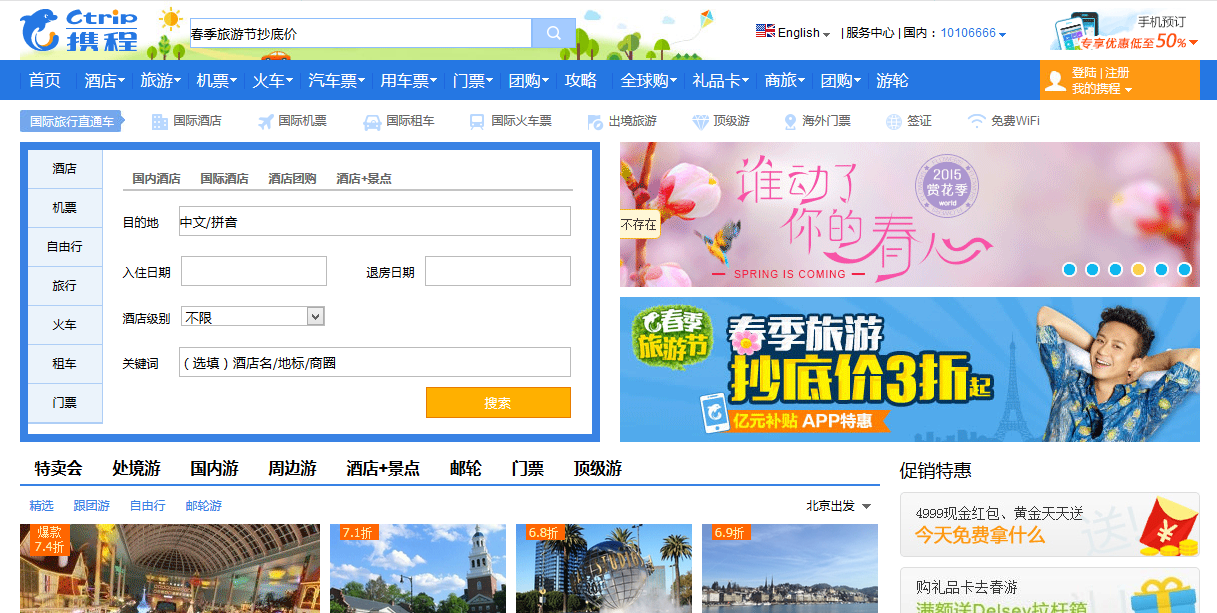 Ctrip
携程
春季旅游节抄底价
English
|服务中心|国内：10106666
手机预订
专享优惠低至50%
首页 酒店 旅游 机票 火车 汽车票 用车票 门票 团购 攻略 全球购 礼品卡 商旅 团购 游轮
登陆 | 注册
我的携程
国际旅行直通车 国际酒店 国际机票 国际租车 国际火车票 出境旅游 顶级游 海外门票 签证 免费WiFi
酒店
机票
自由行
旅行
火车
租车
门票
国内酒店 国际酒店 酒店团购 酒店+景点
目的地 中文/拼音
入住日期 退房日期
酒店级别 不限
关键词 （选填）酒店名/地标/商圈
搜索
谁动了
你的春人
2015
赏花季
world
不存在
SPRING IS COMING
春季
旅游节
春季旅游
抄底价3折起
亿元补贴 APP特惠
特卖会 处境游 国内游 周边游 酒店+景点 邮轮 门票 顶级游
精选 跟团游 自由行 邮轮游
北京出发
爆款
7.4折
7.1折
6.8折
6.9折
促销特惠
4999现金红包、黄金天天送
今天免费拿什么
送!
购礼品卡去春游
满额送Delsey拉杆箱